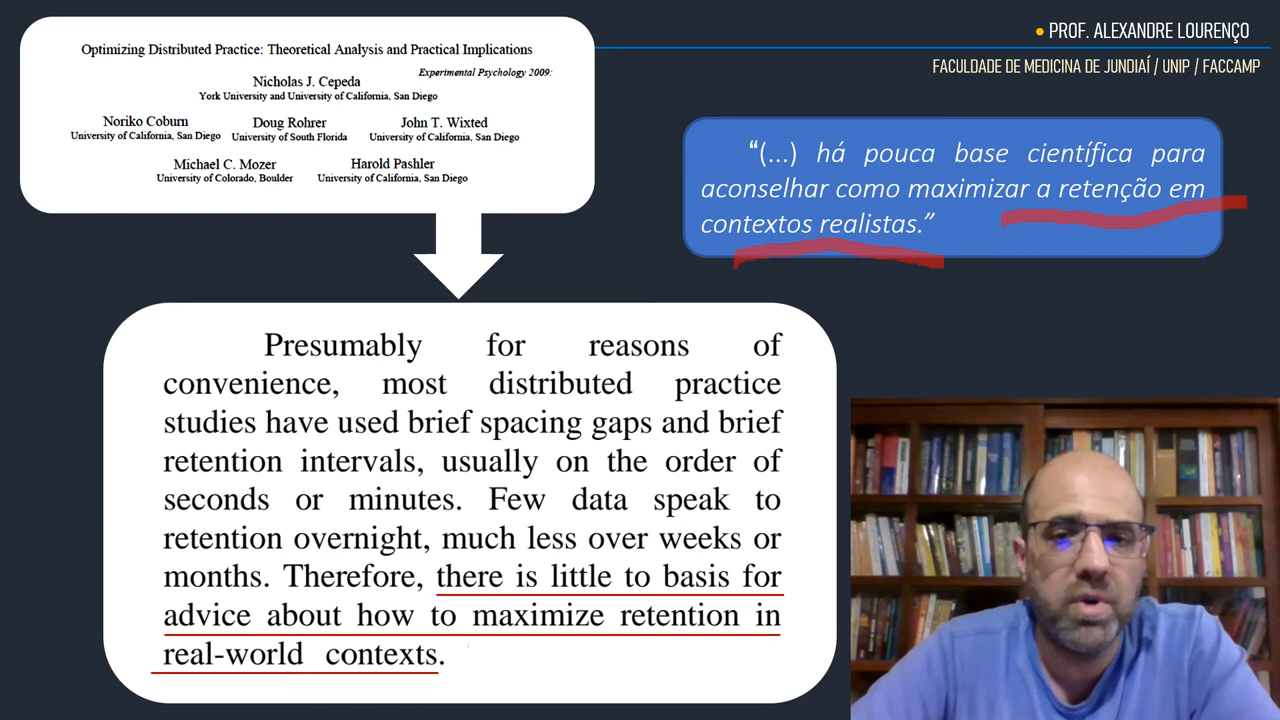 Optimizing Distributed Practice: Theoretical Analysis and Practical Implications
Experimental Psychology 2009:
Nicholas J. Cepeda
York University and University of California, San Diego
Noriko Coburn
University of California, San Diego
Doug Rohrer
University of South Florida
John T. Wixted
University of California, San Diego
Michael C. Mozer
University of Colorado, Boulder
Harold Pashler
University of California, San Diego
PROF. ALEXANDRE LOURENÇO
FACULDADE DE MEDICINA DE JUNDIAÍ / UNIP / FACCAMP
“(...) há pouca base científica para
aconselhar como maximizar a retenção em
contextos realistas.”
Presumably for reasons of
convenience, most distributed practice
studies have used brief spacing gaps and brief
retention intervals, usually on the order of
seconds or minutes. Few data speak to
retention overnight, much less over weeks or
months. Therefore, there is little to basis for
advice about how to maximize retention in
real-world contexts.